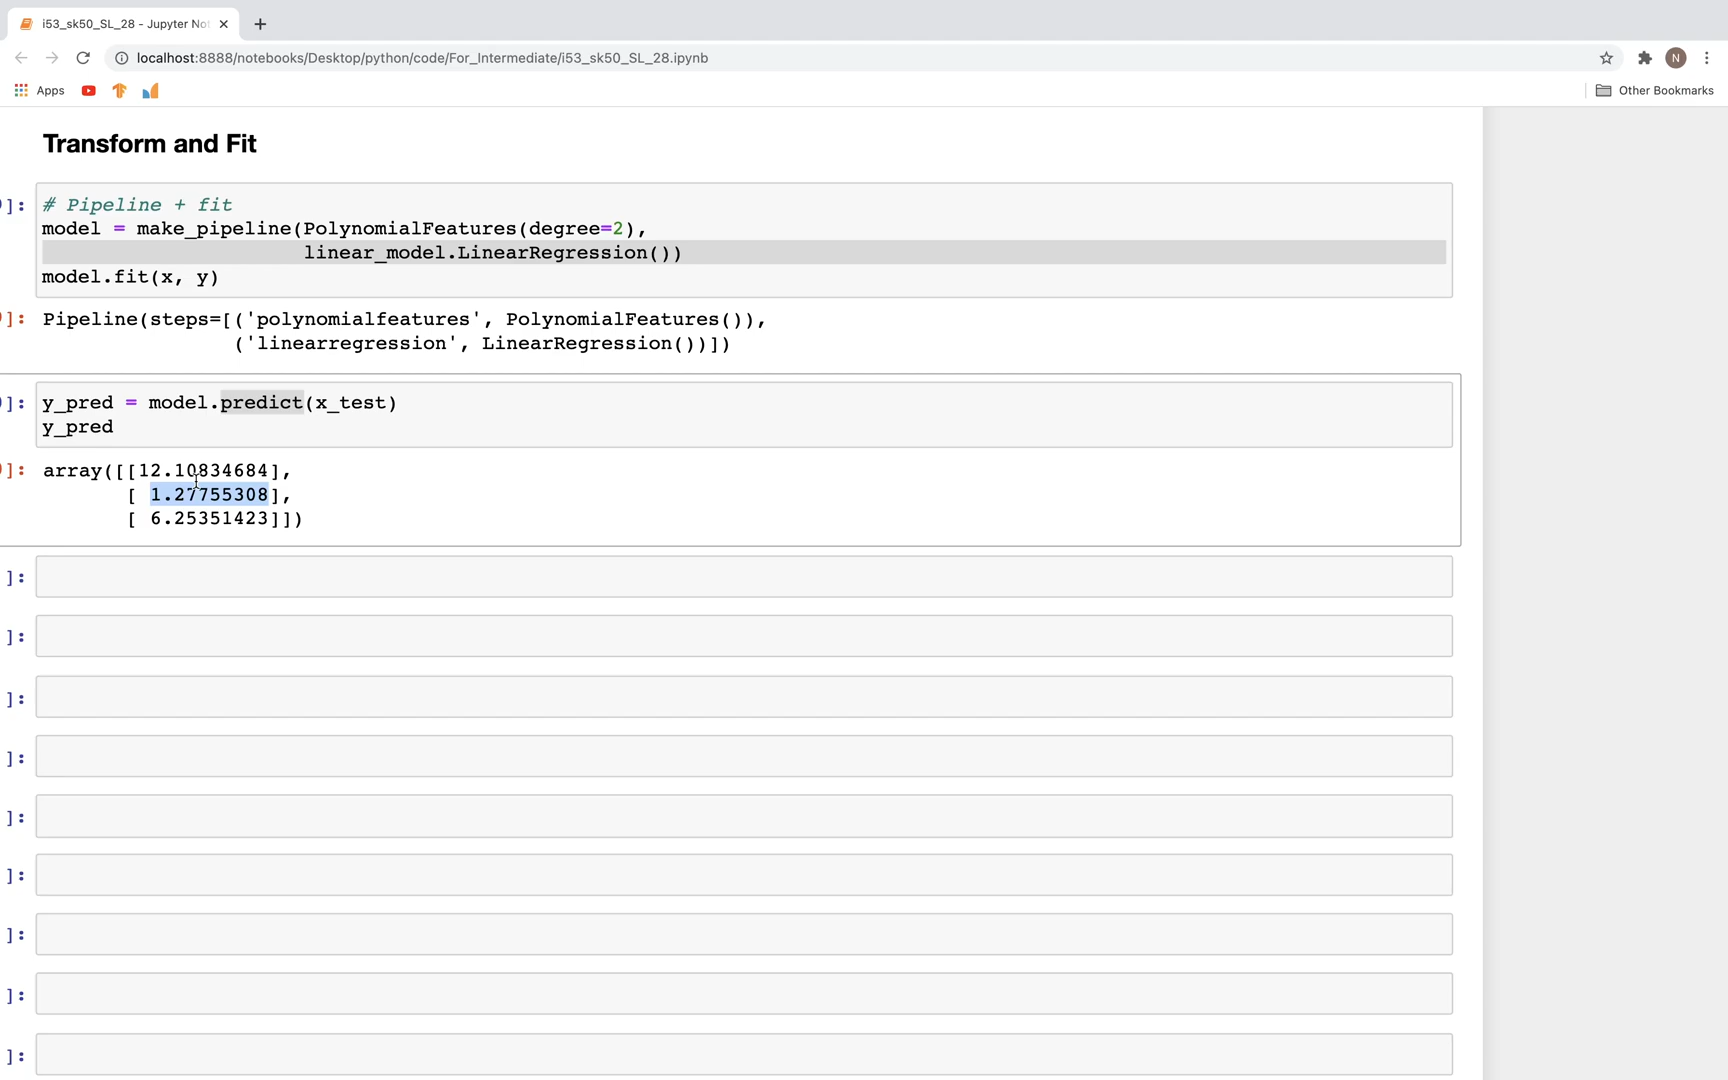 i53_sk50_SL_28 - Jupyter No
localhost:8888/notebooks/Desktop/python/code/For_Intermediate/i53_sk50_SL_28.ipynb
N
Apps
Other Bookmarks
Transform and Fit
]:
# Pipeline + fit
model = make_pipeline(PolynomialFeatures(degree=2),
linear_model.LinearRegression())
model.fit(x, y)
]:
Pipeline(steps=[('polynomialfeatures', PolynomialFeatures()),
('linearregression', LinearRegression())])
]:
y_pred = model.predict(x_test)
y_pred
]:
array([[12.10834684],
[ 1.27755308],
[ 6.25351423]])
]:
]:
]:
]:
]:
]:
]:
]:
]: